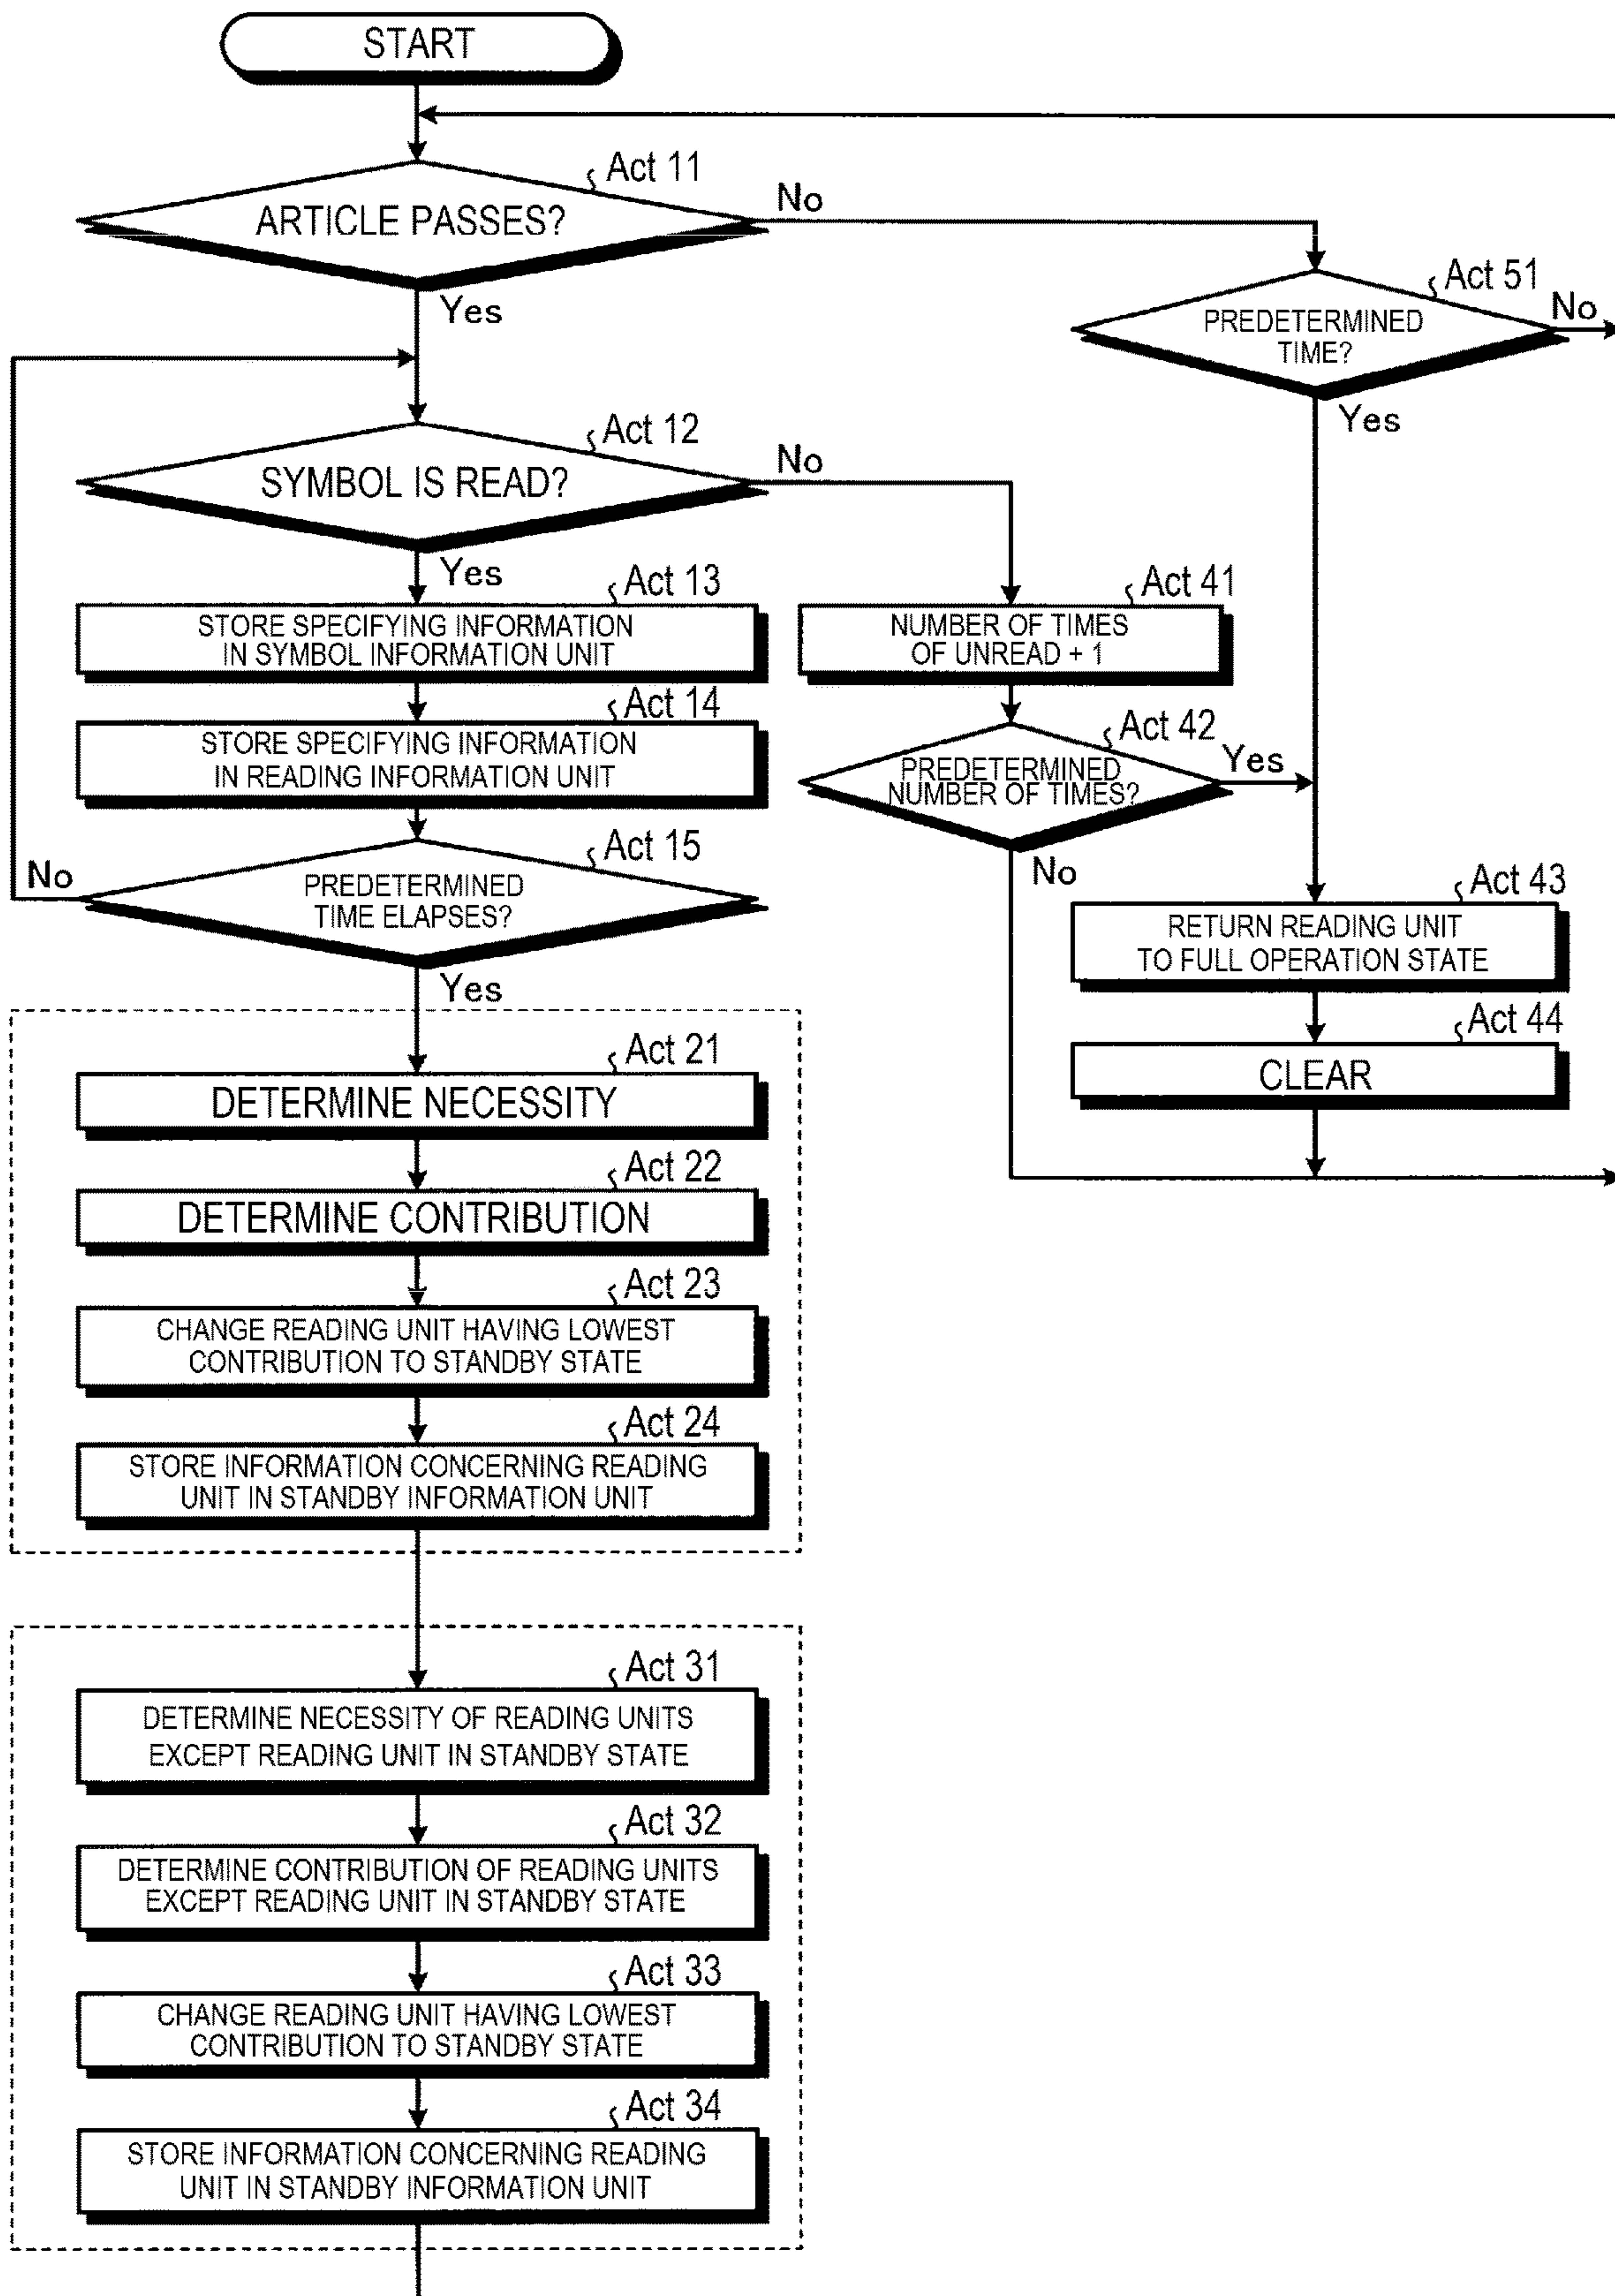 START
Act 11
ARTICLE PASSES?
No
Yes
Act 51
PREDETERMINED
TIME?
No
Yes
Act 12
SYMBOL IS READ?
No
Yes
Act 13
STORE SPECIFYING INFORMATION
IN SYMBOL INFORMATION UNIT
Act 14
STORE SPECIFYING INFORMATION
IN READING INFORMATION UNIT
Act 15
PREDETERMINED
TIME ELAPSES?
No
Yes
Act 41
NUMBER OF TIMES
OF UNREAD + 1
Act 42
PREDETERMINED
NUMBER OF TIMES?
Yes
No
Act 43
RETURN READING UNIT
TO FULL OPERATION STATE
Act 44
CLEAR
Act 21
DETERMINE NECESSITY
Act 22
DETERMINE CONTRIBUTION
Act 23
CHANGE READING UNIT HAVING LOWEST
CONTRIBUTION TO STANDBY STATE
Act 24
STORE INFORMATION CONCERNING READING
UNIT IN STANDBY INFORMATION UNIT
Act 31
DETERMINE NECESSITY OF READING UNITS
EXCEPT READING UNIT IN STANDBY STATE
Act 32
DETERMINE CONTRIBUTION OF READING UNITS
EXCEPT READING UNIT IN STANDBY STATE
Act 33
CHANGE READING UNIT HAVING LOWEST
CONTRIBUTION TO STANDBY STATE
Act 34
STORE INFORMATION CONCERNING READING
UNIT IN STANDBY INFORMATION UNIT